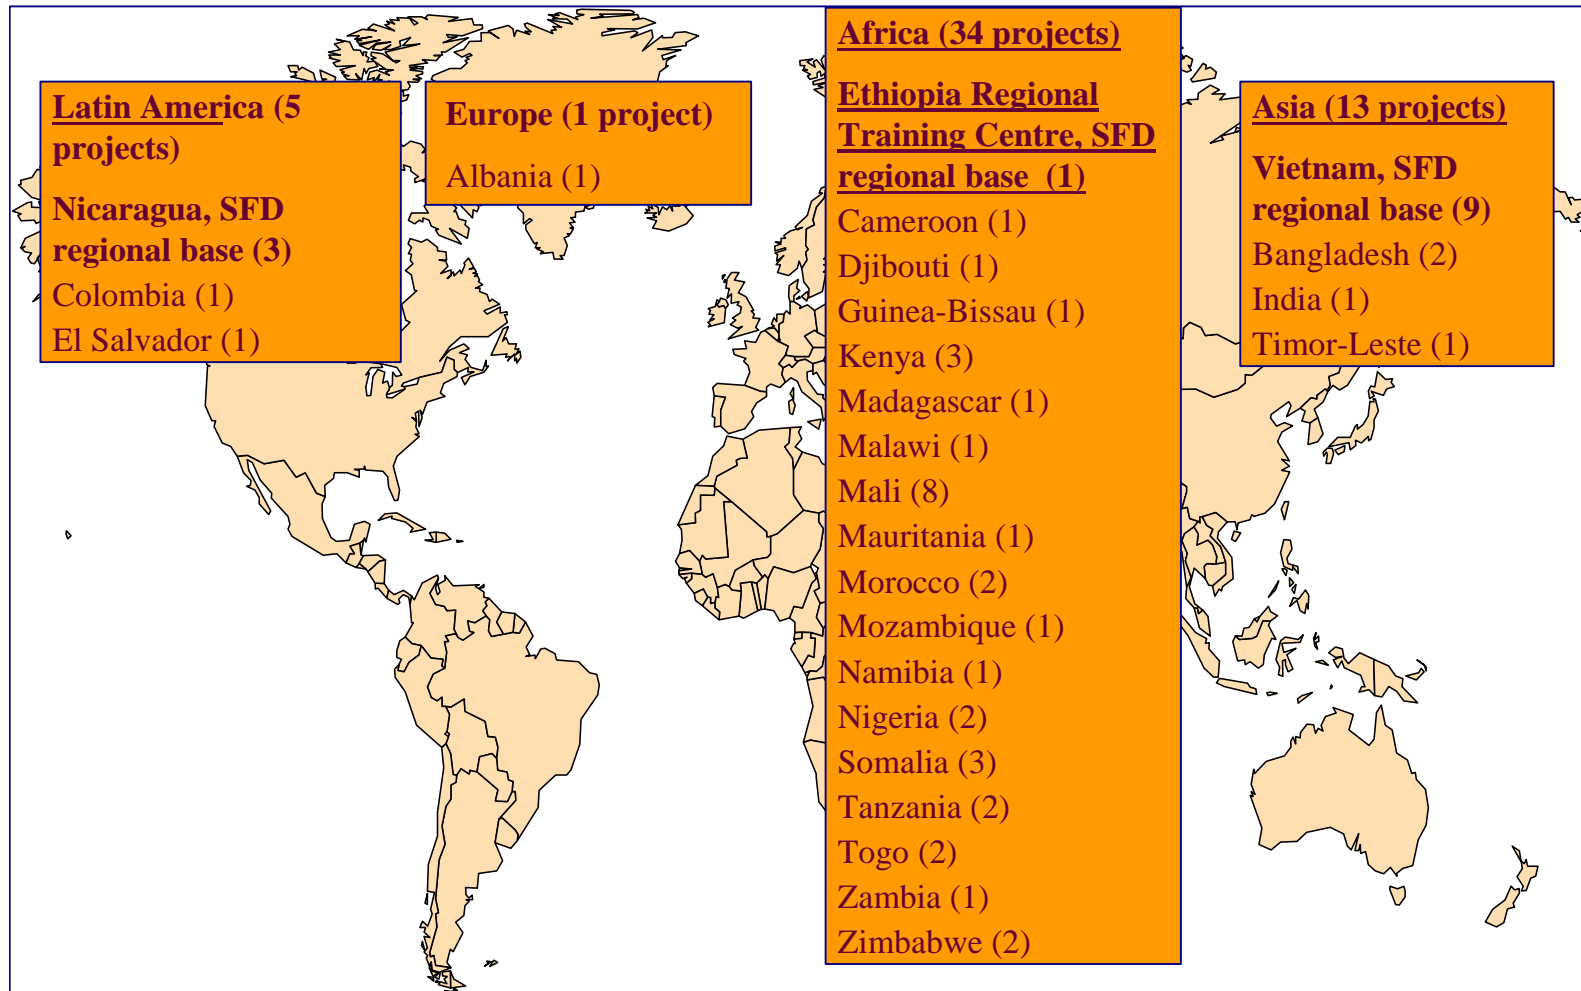 Latin America (5
projects)
Nicaragua, SFD
regional base (3)
Colombia (1)
El Salvador (1)
Europe (1 project)
Albania (1)
Africa (34 projects)
Ethiopia Regional
Training Centre, SFD
regional base (1)
Cameroon (1)
Djibouti (1)
Guinea-Bissau (1)
Kenya (3)
Madagascar (1)
Malawi (1)
Mali (8)
Mauritania (1)
Morocco (2)
Mozambique (1)
Namibia (1)
Nigeria (2)
Somalia (3)
Tanzania (2)
Togo (2)
Zambia (1)
Zimbabwe (2)
Asia (13 projects)
Vietnam, SFD
regional base (9)
Bangladesh (2)
India (1)
Timor-Leste (1)